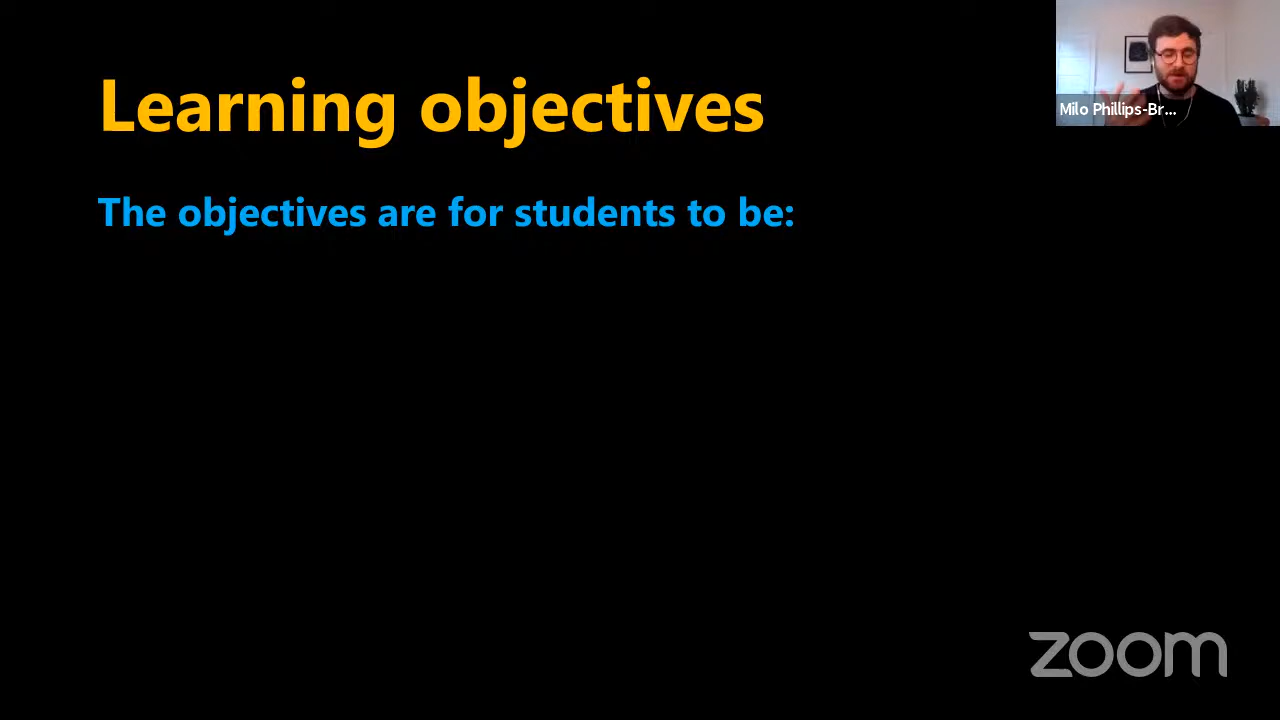 Learning objectives
Milo Phillips-Br...
The objectives are for students to be:
zoom